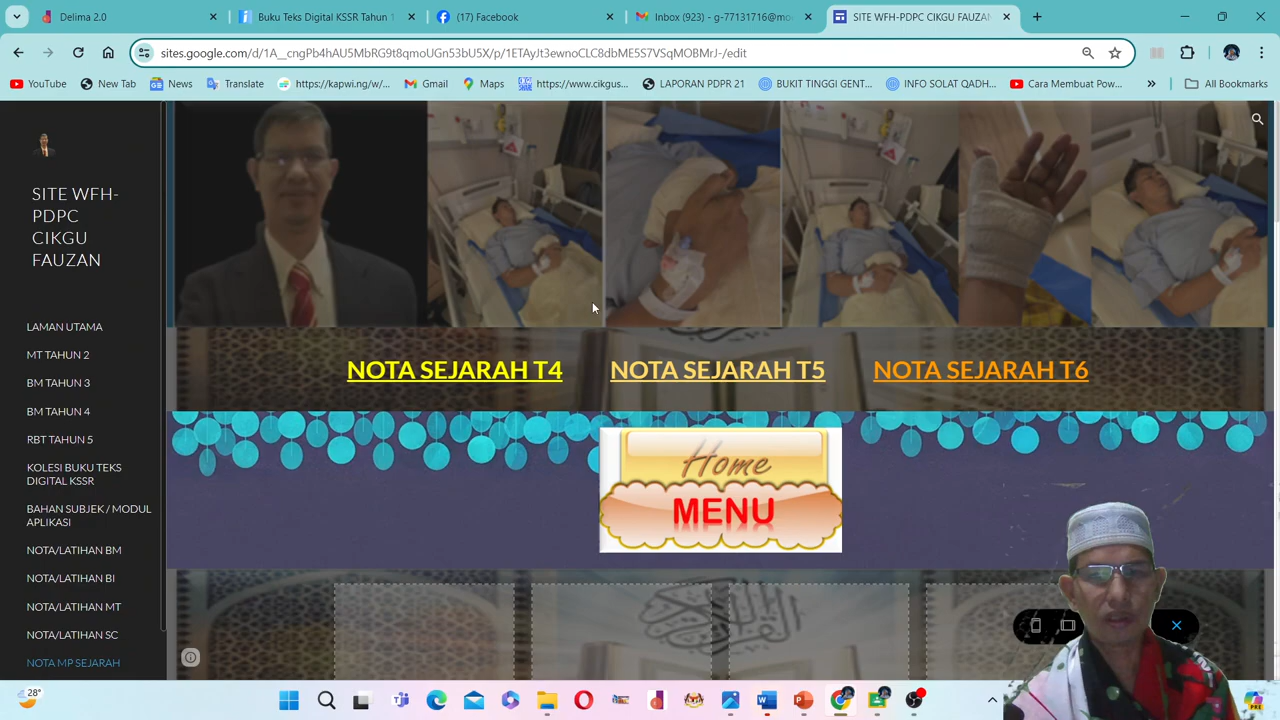 Delima 2.0
Buku Teks Digital KSSR Tahun 1
(17) Facebook
Inbox (923) - g-77131716@mo
SITE WFH-PDPC CIKGU FAUZAN
sites.google.com/d/1A__cngPb4hAU5MbRG9t8qmoUGn53bU5X/p/1ETAyJt3ewnoCLC8dbME5S7VSqMOBMrJ-/edit
YouTube
New Tab
News
Translate
https://kapwi.ng/w/...
Gmail
Maps
https://www.cikgus...
LAPORAN PDPR 21
BUKIT TINGGI GENT...
INFO SOLAT QADH...
Cara Membuat Pow...
All Bookmarks
SITE WFH-
PDPC
CIKGU
FAUZAN
LAMAN UTAMA
MT TAHUN 2
BM TAHUN 3
BM TAHUN 4
RBT TAHUN 5
KOLESI BUKU TEKS
DIGITAL KSSR
BAHAN SUBJEK / MODUL
APLIKASI
NOTA/LATIHAN BM
NOTA/LATIHAN BI
NOTA/LATIHAN MT
NOTA/LATIHAN SC
NOTA MP SEJARAH
NOTA SEJARAH T4
NOTA SEJARAH T5
NOTA SEJARAH T6
Home
MENU
28°